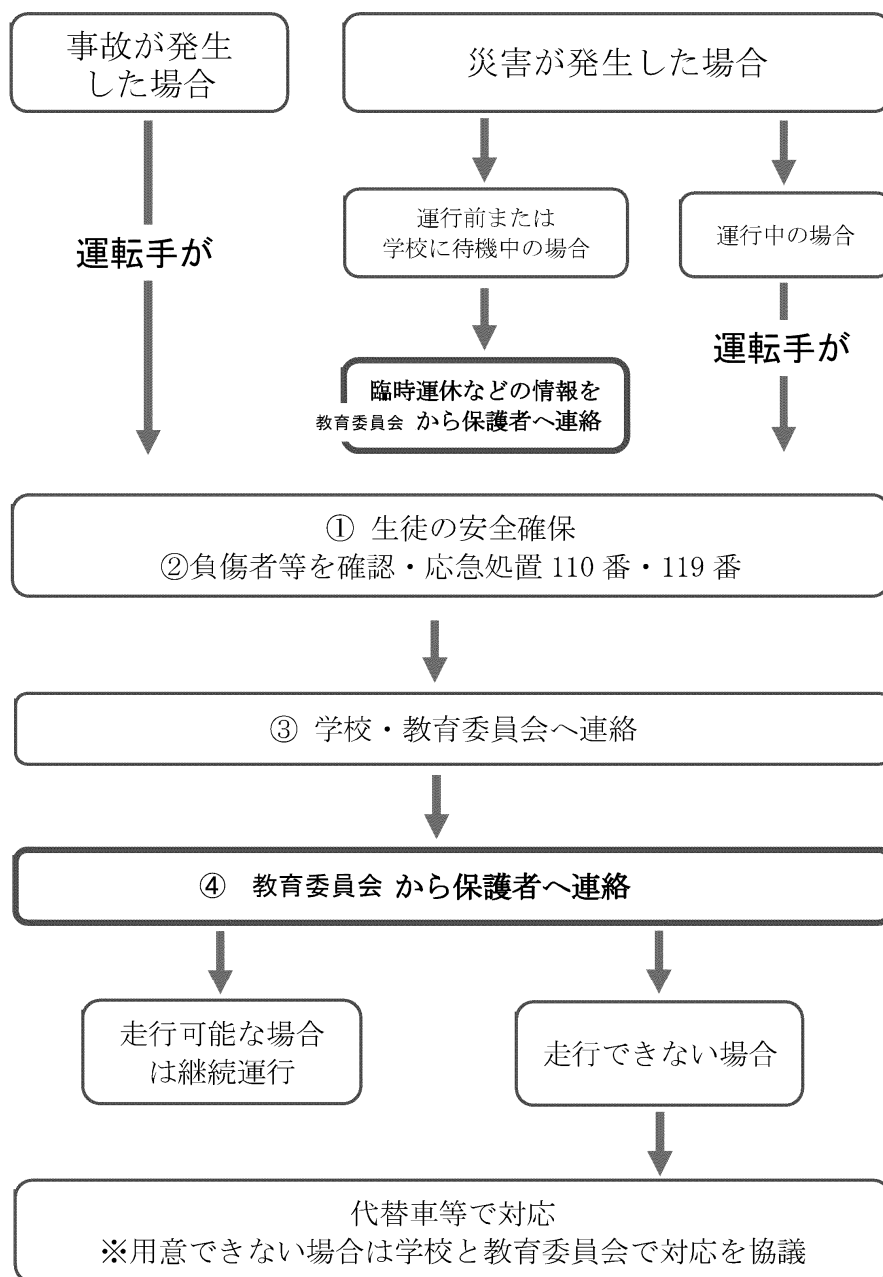 事故が発生
した場合
災害が発生した場合
運行前または
学校に待機中の場合
運行中の場合
運転手が
運転手が
臨時運休などの情報を
教育委員会 から保護者へ連絡
① 生徒の安全確保
②負傷者等を確認・応急処置 110 番・119 番
③ 学校・教育委員会へ連絡
④ 教育委員会 から保護者へ連絡
走行可能な場合
は継続運行
走行できない場合
代替車等で対応
※用意できない場合は学校と教育委員会で対応を協議